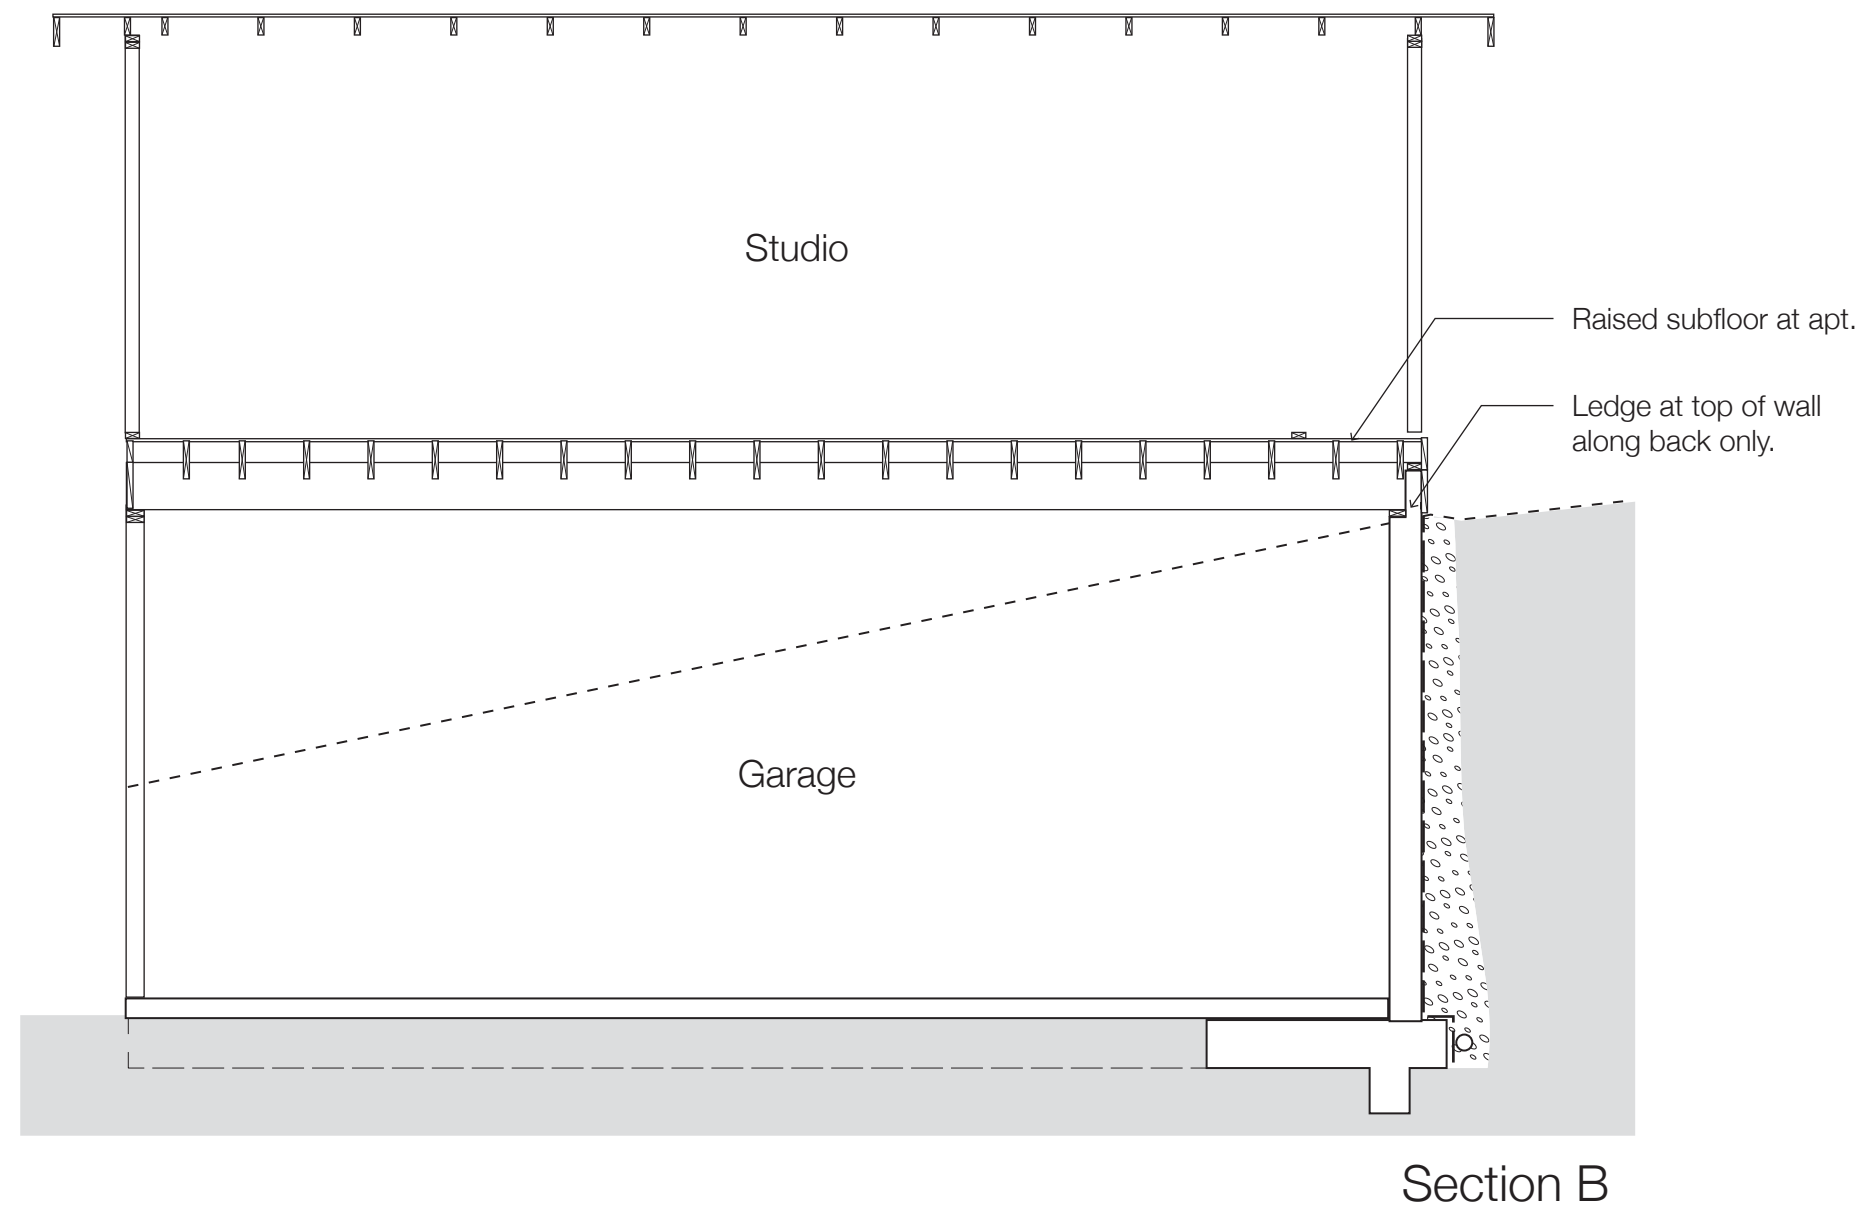 Studio
Raised subfloor at apt.
Ledge at top of wall
along back only.
Garage
Section B